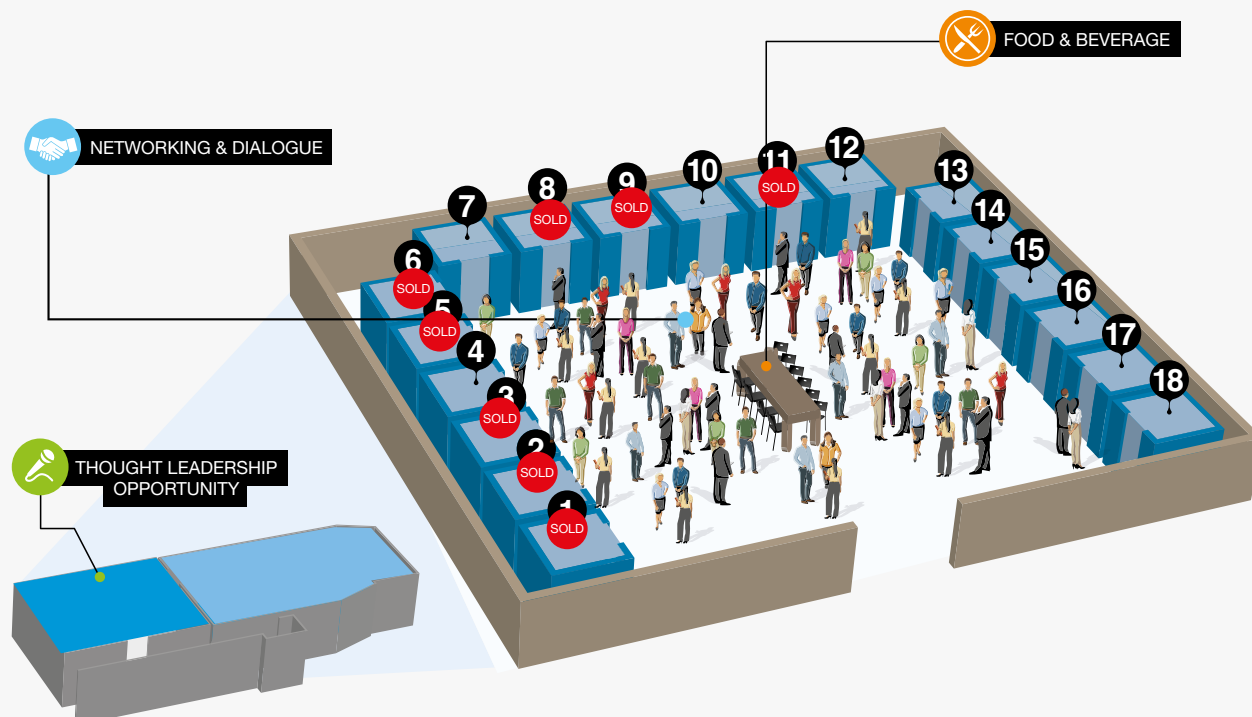 FOOD & BEVERAGE
NETWORKING & DIALOGUE
12
11
SOLD
10
13
9
SOLD
8
SOLD
7
14
15
6
SOLD
16
5
SOLD
17
4
18
3
SOLD
2
SOLD
THOUGHT LEADERSHIP
OPPORTUNITY
1
SOLD